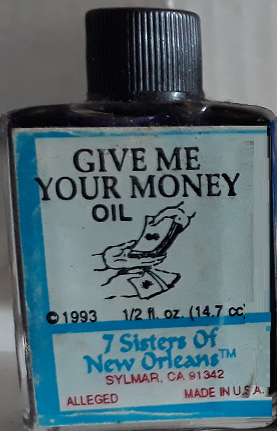 GIVE ME
YOUR MONEY
OIL
©1993 1/2 fl. oz. (14.7 cc)
7 Sisters Of
New Orleans™
SYLMAR, CA 91342
ALLEGED MADE IN U.S.A.